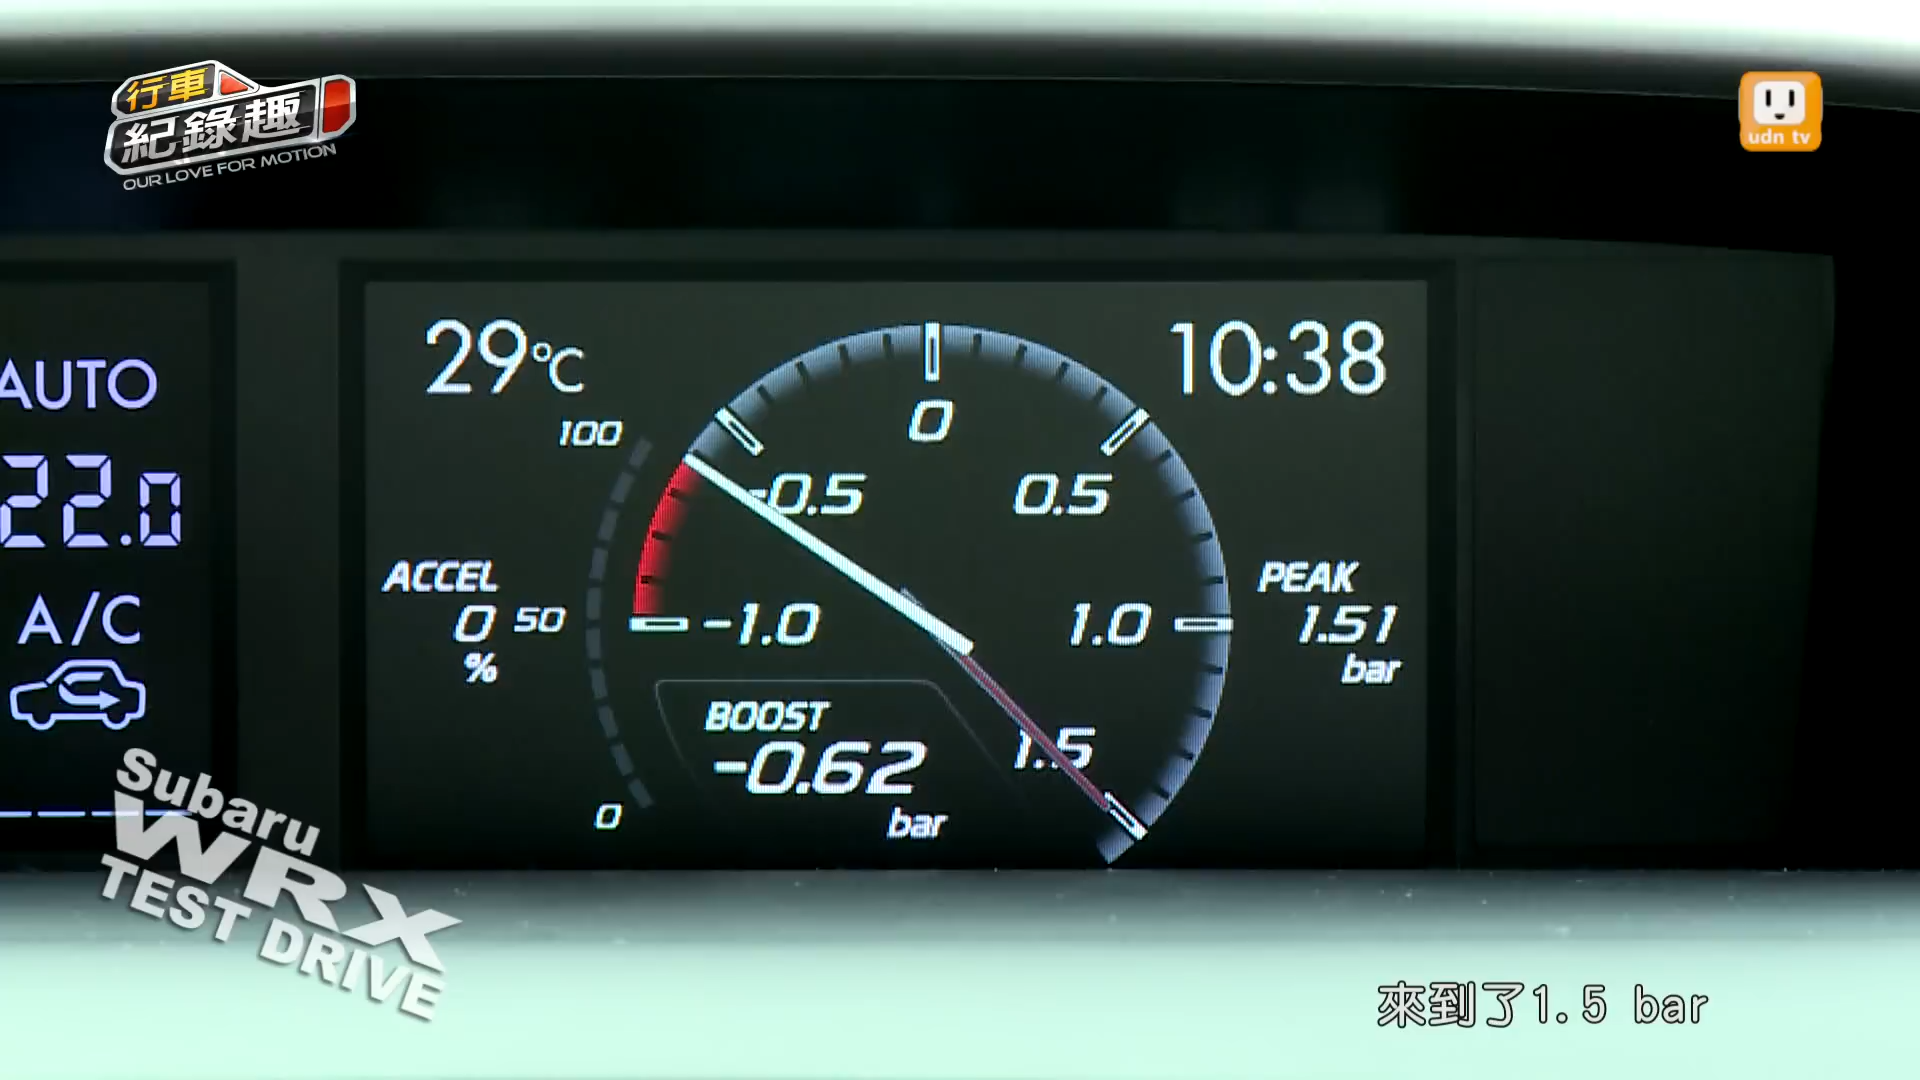 行車
紀錄趣
OUR LOVE FOR MOTION
udn tv
AUTO
22.0
A/C
29°C
10:38
100
50
0
ACCEL
0
%
0
-0.5
0.5
-1.0
1.0
1.5
PEAK
1.51
bar
BOOST
-0.62
bar
Subaru
WRX
TEST DRIVE
來到了1.5 bar